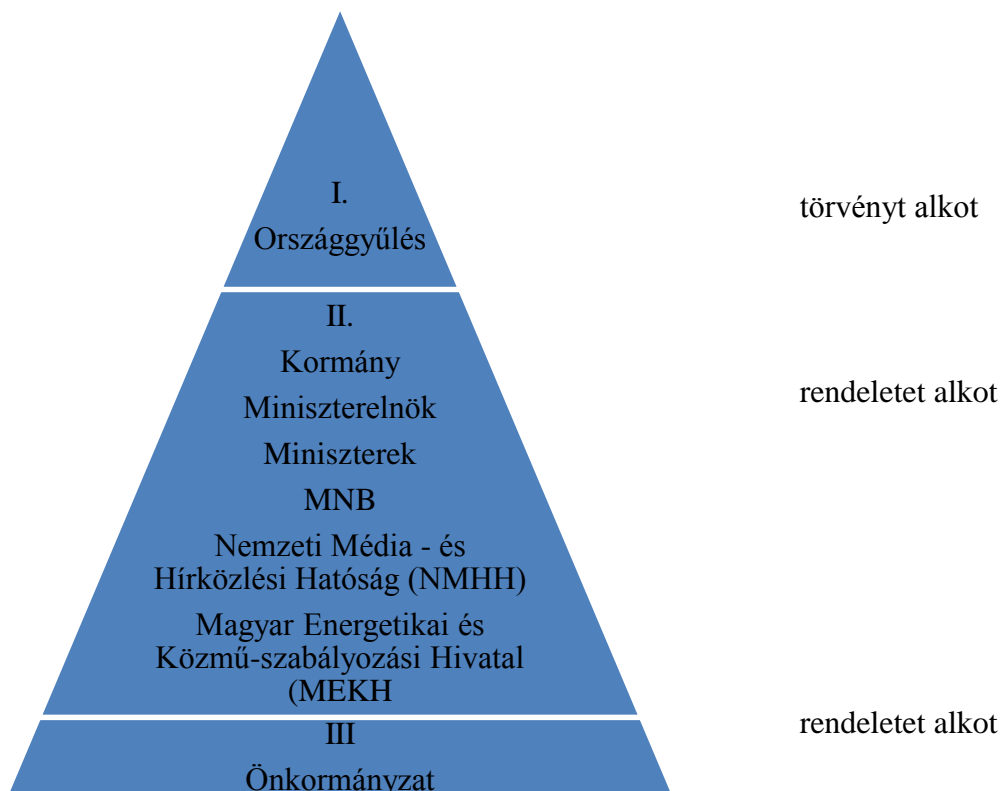 I.
Országgyűlés
törvényt alkot
II.
Kormány
Miniszterelnök
Miniszterek
MNB
Nemzeti Média - és
Hírközlési Hatóság (NMHH)
Magyar Energetikai és
Közmű-szabályozási Hivatal
(MEKH
rendeletet alkot
III
Önkormányzat
rendeletet alkot